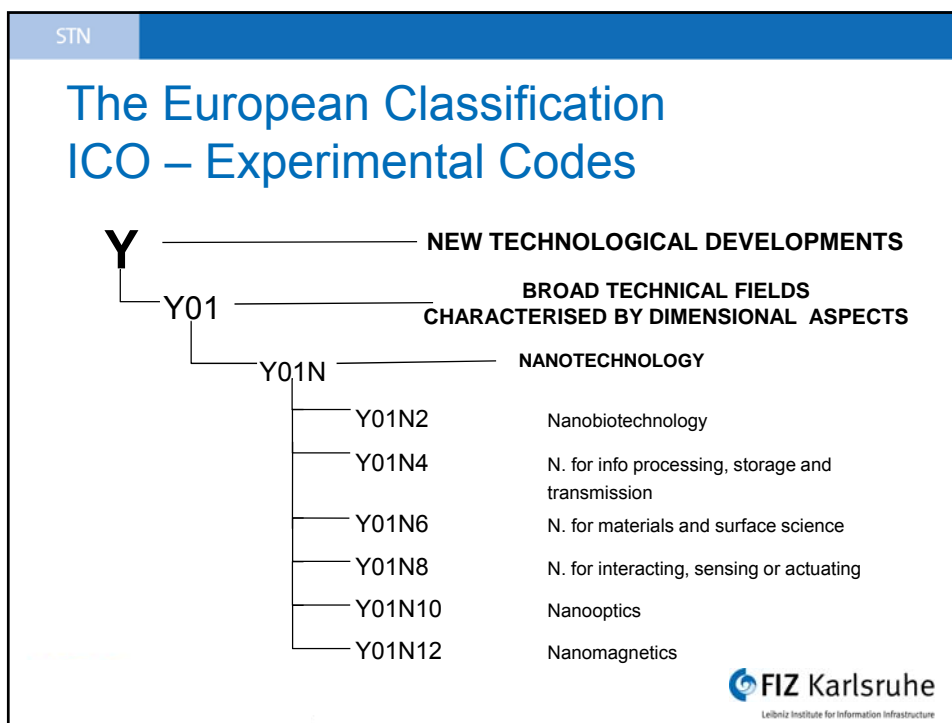 STN
The European Classification
ICO – Experimental Codes
Y NEW TECHNOLOGICAL DEVELOPMENTS
Y01 BROAD TECHNICAL FIELDS
CHARACTERISED BY DIMENSIONAL ASPECTS
Y01N NANOTECHNOLOGY
Y01N2 Nanobiotechnology
Y01N4 N. for info processing, storage and
transmission
Y01N6 N. for materials and surface science
Y01N8 N. for interacting, sensing or actuating
Y01N10 Nanooptics
Y01N12 Nanomagnetics
FIZ Karlsruhe
Leibniz Institute for Information Infrastructure